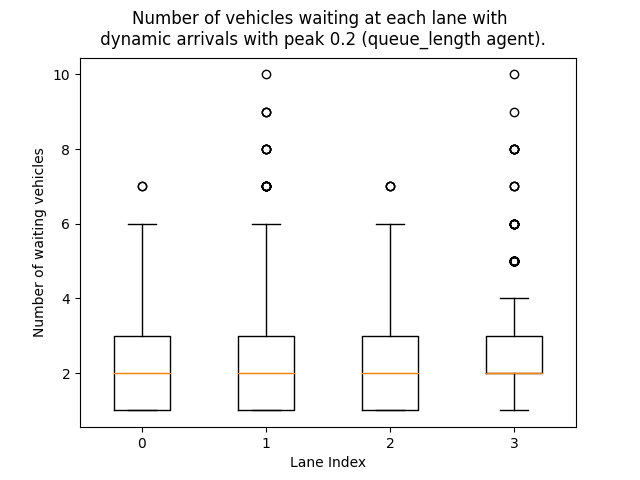 Number of vehicles waiting at each lane with
dynamic arrivals with peak 0.2 (queue_length agent).
10
8
6
4
2
Number of waiting vehicles
0 1 2 3
Lane Index